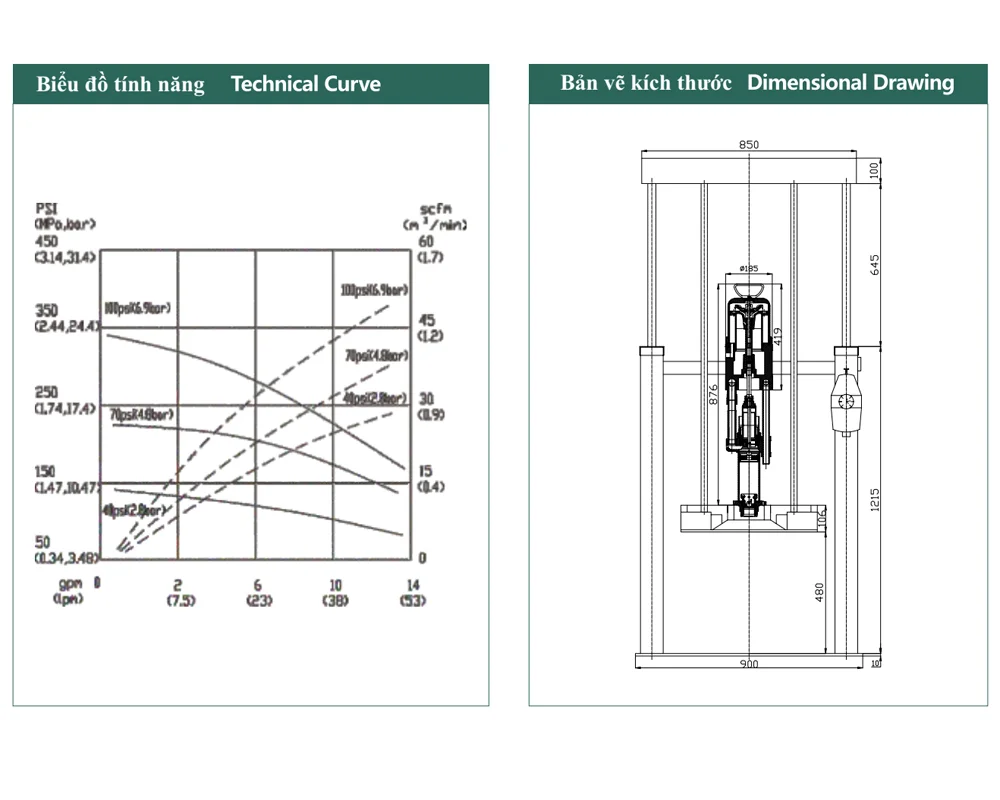 Biểu đồ tính năng Technical Curve
PSI
(MPa,bar)
450
(3.14,31.4)
350
(2.44,24.4)
250
(1.74,17.4)
150
(1.47,10.47)
50
(0.34,3.48)
scfm
(m³/min)
60
(1.7)
45
(1.2)
30
(0.9)
15
(0.4)
0
100psi(6.9bar)
70psi(4.8bar)
40psi(2.8bar)
100psi(6.9bar)
70psi(4.8bar)
40psi(2.8bar)
gpm 0 2 6 10 14
(lpm) (7.5) (23) (38) (53)
Bản vẽ kích thước Dimensional Drawing
850
100
645
Ø185
419
876
1215
106
480
900
10